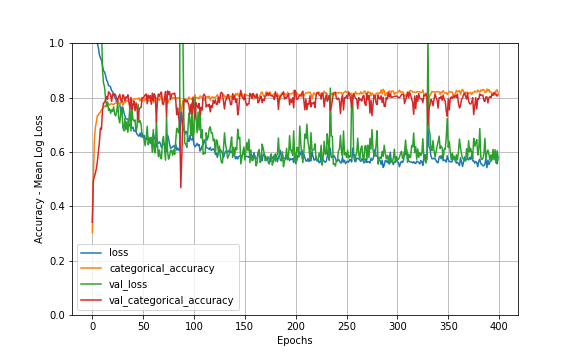 1.0
0.8
0.6
0.4
0.2
0.0
Accuracy - Mean Log Loss
loss
categorical_accuracy
val_loss
val_categorical_accuracy
0 50 100 150 200 250 300 350 400
Epochs